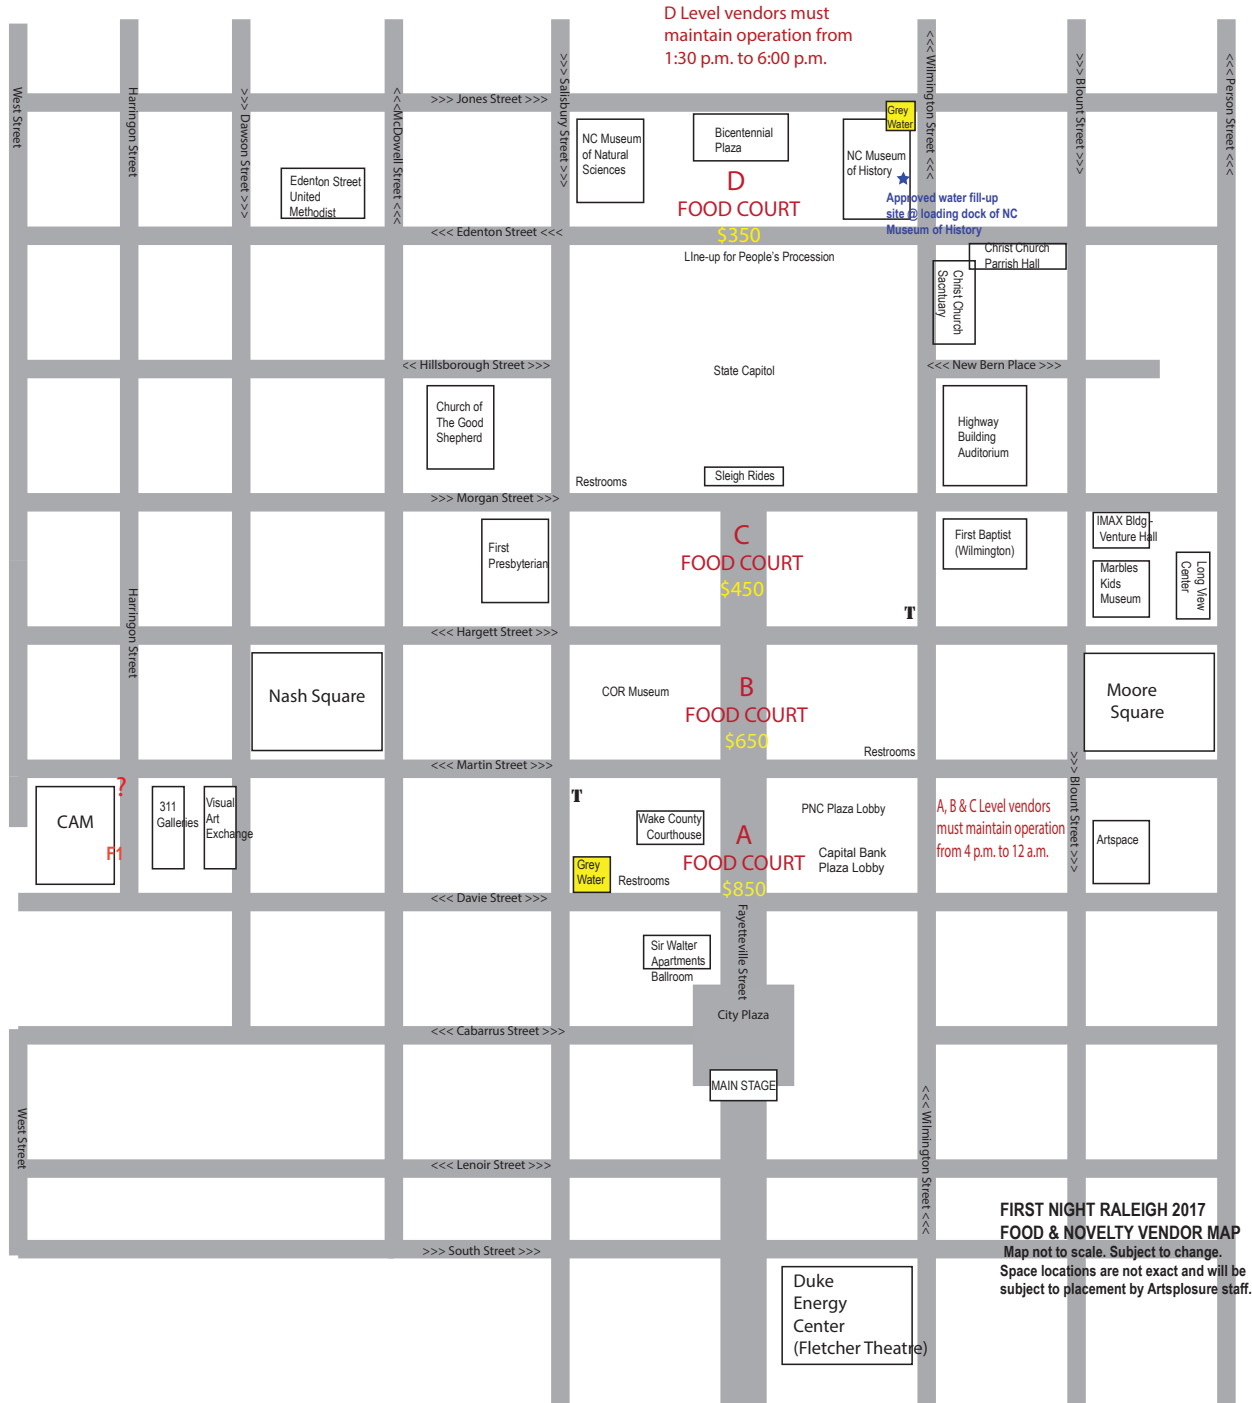 D Level vendors must
maintain operation from
1:30 p.m. to 6:00 p.m.
West Street
Harringon Street
>>> Dawson Street >>>
<<<McDowell Street <<<
>>> Salisbury Street >>>
<<< Wilmington Street <<<
>>> Blount Street >>>
<<< Person Street <<<
>>> Jones Street >>>
Grey
Water
NC Museum
of Natural
Sciences
Bicentennial
Plaza
NC Museum
of History
Edenton Street
United
Methodist
D
FOOD COURT
$350
Approved water fill-up
site @ loading dock of NC
Museum of History
<<< Edenton Street <<<
LIne-up for People's Procession
Christ Church
Parrish Hall
Christ Church
Sacntuary
<< Hillsborough Street >>>
State Capitol
<<< New Bern Place >>>
Church of
The Good
Shepherd
Highway
Building
Auditorium
Restrooms
Sleigh Rides
>>> Morgan Street >>>
First
Presbyterian
C
FOOD COURT
$450
First Baptist
(Wilmington)
IMAX Bldg -
Venture Hall
Marbles
Kids
Museum
Long View
Center
Harringon Street
T
<<< Hargett Street >>>
Nash Square
COR Museum
B
FOOD COURT
$650
Moore
Square
Restrooms
<<< Martin Street >>>
>>> Blount Street >>>
?
CAM
F1
311
Galleries
Visual
Art
Exchange
T
Wake County
Courthouse
A
FOOD COURT
$850
PNC Plaza Lobby
Capital Bank
Plaza Lobby
A, B & C Level vendors
must maintain operation
from 4 p.m. to 12 a.m.
Artspace
Grey
Water
Restrooms
<<< Davie Street >>>
Fayetteville Street
Sir Walter
Apartments
Ballroom
City Plaza
<<< Cabarrus Street >>>
MAIN STAGE
West Street
<<< Wilmington Street <<<
<<< Lenoir Street >>>
>>> South Street >>>
FIRST NIGHT RALEIGH 2017
FOOD & NOVELTY VENDOR MAP
Map not to scale. Subject to change.
Space locations are not exact and will be
subject to placement by Artsplosure staff.
Duke
Energy
Center
(Fletcher Theatre)